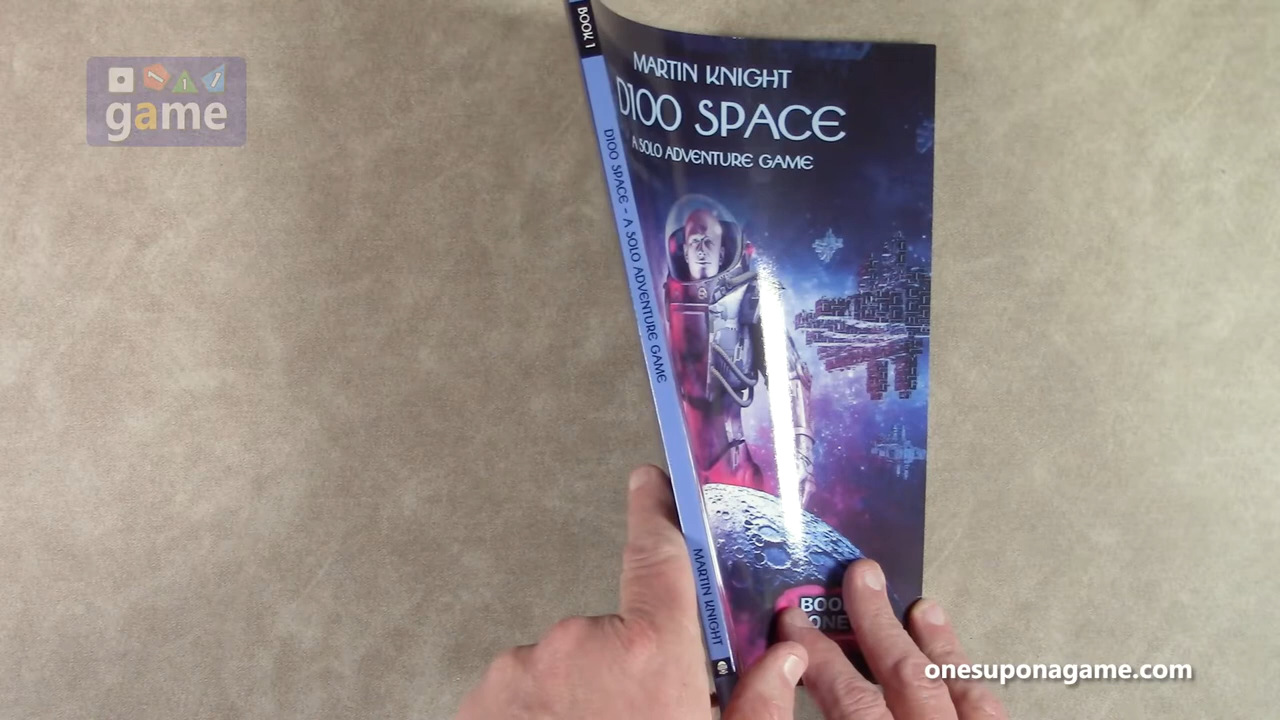 game
BOOK 1
D100 SPACE - A SOLO ADVENTURE GAME
MARTIN KNIGHT
MARTIN KNIGHT
D100 SPACE
A SOLO ADVENTURE GAME
BOOK
ONE
onesuponagame.com